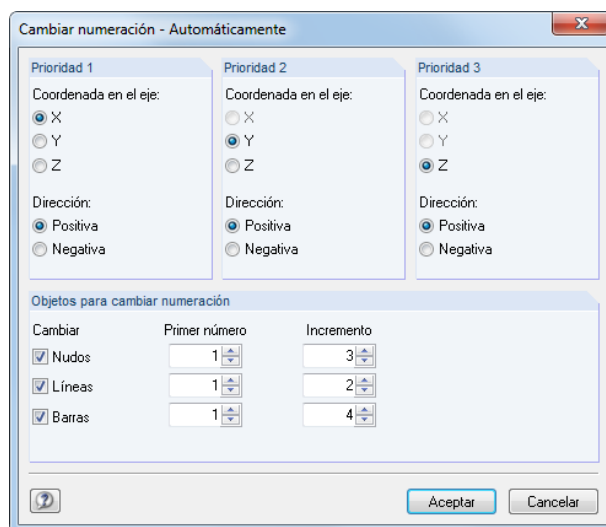 Cambiar numeración - Automáticamente
Prioridad 1
Coordenada en el eje:
X
Y
Z
Dirección:
Positiva
Negativa
Prioridad 2
Coordenada en el eje:
X
Y
Z
Dirección:
Positiva
Negativa
Prioridad 3
Coordenada en el eje:
X
Y
Z
Dirección:
Positiva
Negativa
Objetos para cambiar numeración
Cambiar Primer número Incremento
Nudos 1 3
Líneas 1 2
Barras 1 4
Aceptar Cancelar